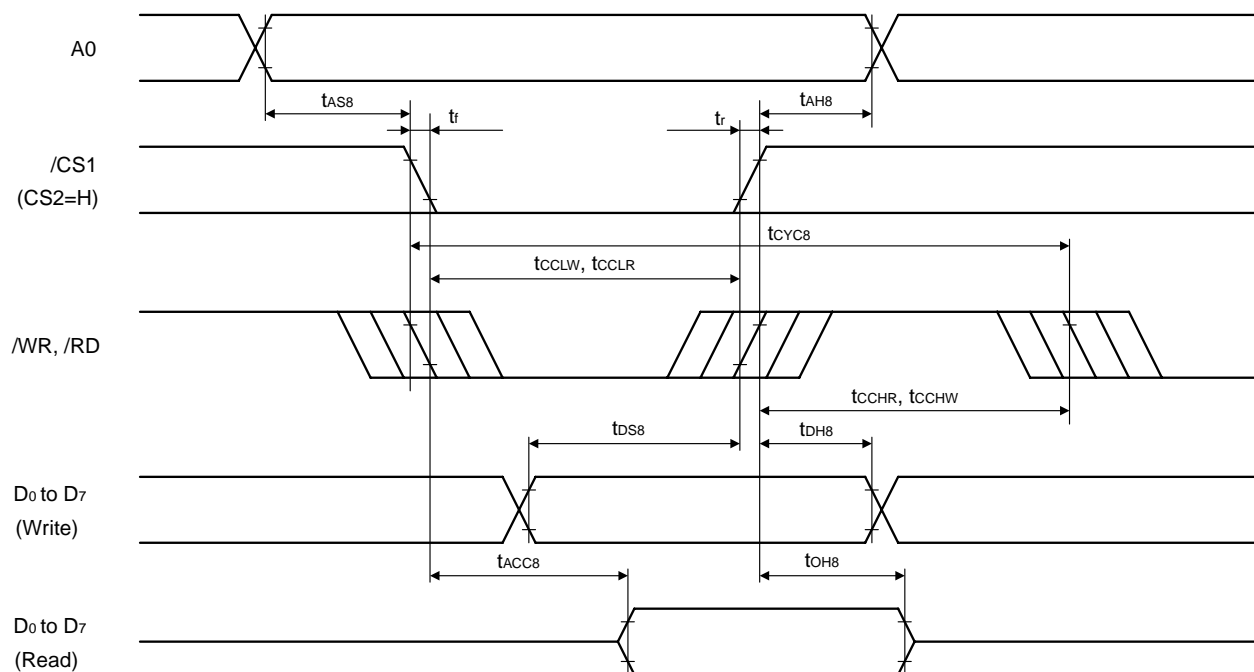 A0
tAS8
tAH8
tf
tr
/CS1
(CS2=H)
tCYC8
tCCLW, tCCLR
/WR, /RD
tCCHR, tCCHW
tDS8
tDH8
D0 to D7
(Write)
tACC8
tOH8
D0 to D7
(Read)